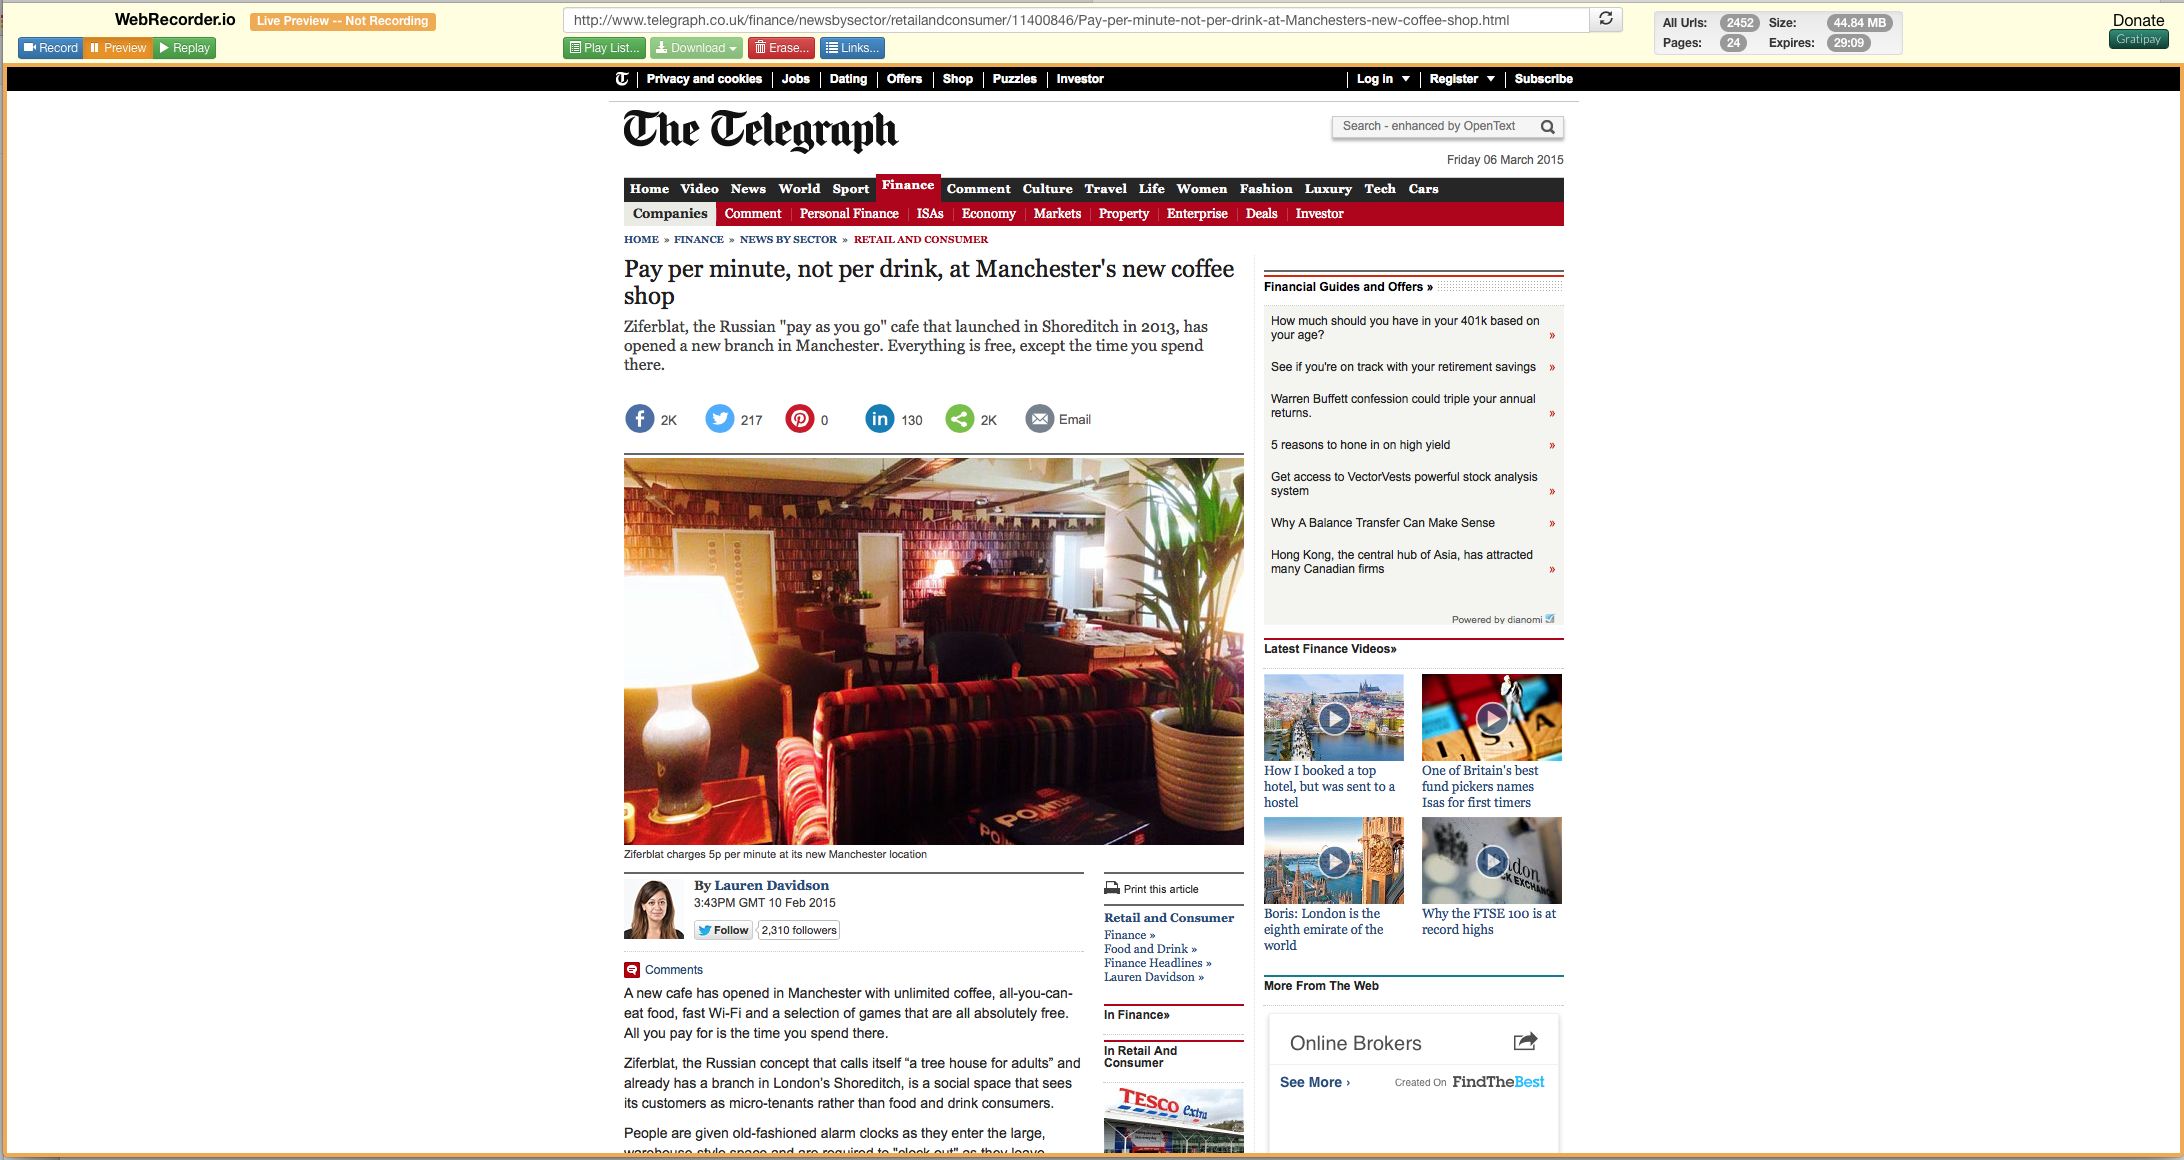 WebRecorder.io
Live Preview -- Not Recording
Record
Preview
Replay
http://www.telegraph.co.uk/finance/newsbysector/retailandconsumer/11400846/Pay-per-minute-not-per-drink-at-Manchesters-new-coffee-shop.html
Play List...
Download
Erase...
Links...
All Urls: 2452 Size: 44.84 MB
Pages: 24 Expires: 29:09
Donate
Gratipay
Privacy and cookies Jobs Dating Offers Shop Puzzles Investor
Log in Register Subscribe
The Telegraph
Search - enhanced by OpenText
Friday 06 March 2015
Home Video News World Sport Finance Comment Culture Travel Life Women Fashion Luxury Tech Cars
Companies Comment Personal Finance ISAs Economy Markets Property Enterprise Deals Investor
HOME » FINANCE » NEWS BY SECTOR » RETAIL AND CONSUMER
Pay per minute, not per drink, at Manchester's new coffee
shop
Ziferblat, the Russian "pay as you go" cafe that launched in Shoreditch in 2013, has
opened a new branch in Manchester. Everything is free, except the time you spend
there.
2K
217
0
in 130
2K
Email
POINTLESS
Ziferblat charges 5p per minute at its new Manchester location
By Lauren Davidson
3:43PM GMT 10 Feb 2015
Follow
2,310 followers
Comments
A new cafe has opened in Manchester with unlimited coffee, all-you-can-
eat food, fast Wi-Fi and a selection of games that are all absolutely free.
All you pay for is the time you spend there.
Ziferblat, the Russian concept that calls itself “a tree house for adults” and
already has a branch in London’s Shoreditch, is a social space that sees
its customers as micro-tenants rather than food and drink consumers.
People are given old-fashioned alarm clocks as they enter the large,
warehouse-style space and are required to "clock out" as they leave,
Print this article
Retail and Consumer
Finance »
Food and Drink »
Finance Headlines »
Lauren Davidson »
In Finance»
In Retail And
Consumer
TESCO extra
Financial Guides and Offers »
How much should you have in your 401k based on
your age? »
See if you're on track with your retirement savings »
Warren Buffett confession could triple your annual
returns. »
5 reasons to hone in on high yield »
Get access to VectorVests powerful stock analysis
system »
Why A Balance Transfer Can Make Sense »
Hong Kong, the central hub of Asia, has attracted
many Canadian firms »
Powered by dianomi
Latest Finance Videos»
I S A
How I booked a top
hotel, but was sent to a
hostel
One of Britain's best
fund pickers names
Isas for first timers
Boris: London is the
eighth emirate of the
world
Why the FTSE 100 is at
record highs
More From The Web
Online Brokers
See More ›
Created On FindTheBest